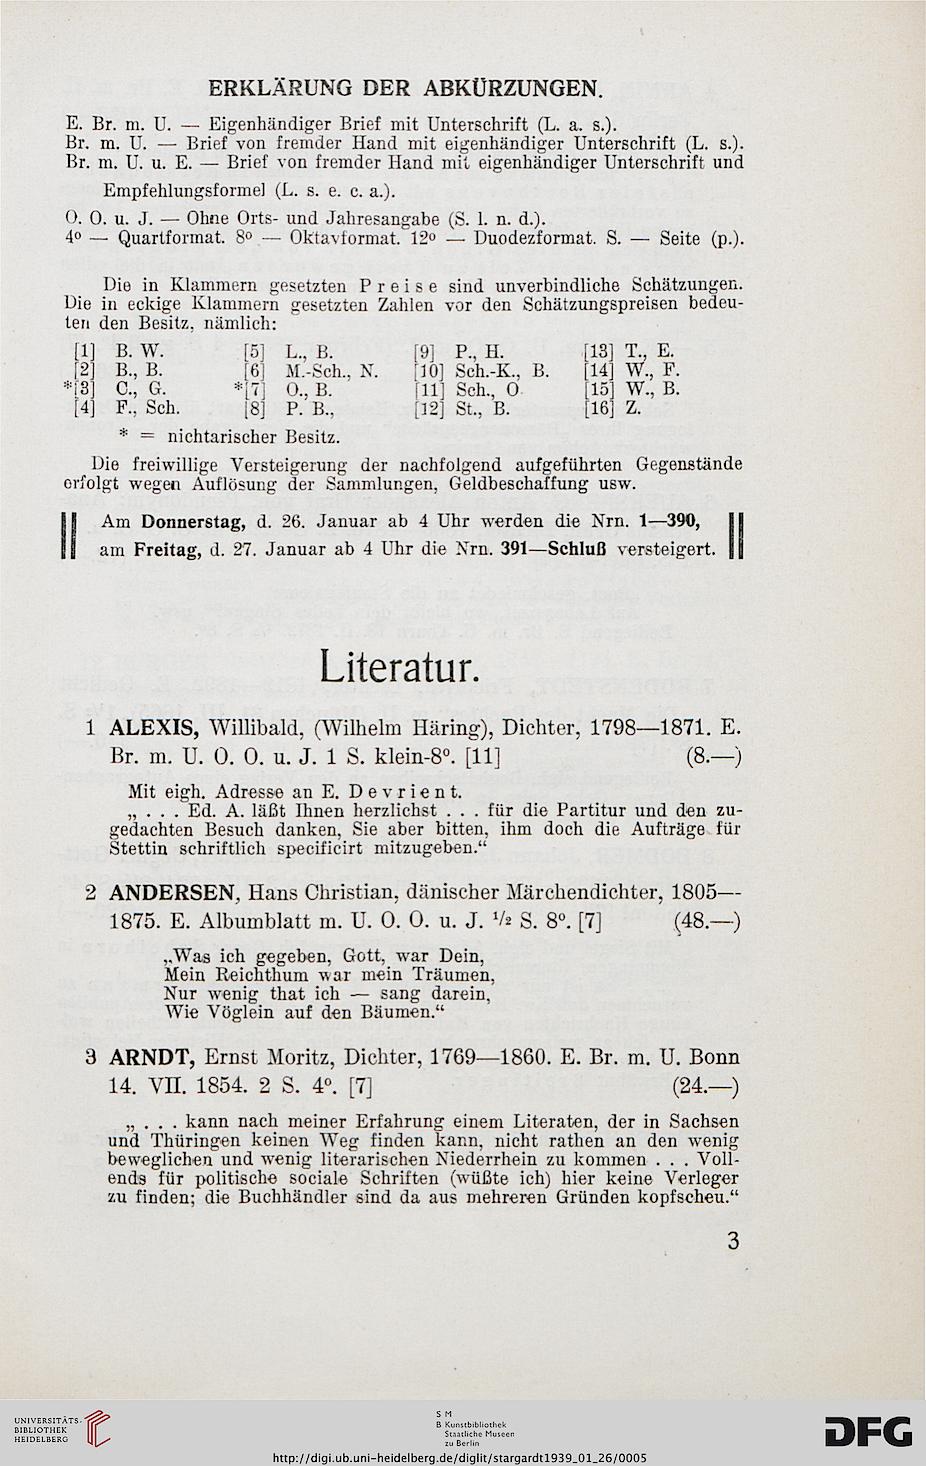 ERKLÄRUNG DER ABKÜRZUNGEN.
E. Br. m. U. — Eigenhändiger Brief mit Unterschrift (L. a. s.).
Br. m. U. — Brief von fremder Hand mit eigenhändiger Unterschrift (L. s.).
Br. m. U. u. E. — Brief von fremder Hand mit eigenhändiger Unterschrift und
Empfehlungsformel (L. s. e. c. a.).
O. O. u. J. — Ohne Orts- und Jahresangabe (S. l. n. d.).
4º — Quartformat. 8º — Oktavformat. 12º — Duodezformat. S. — Seite (p.).
Die in Klammern gesetzten Preise sind unverbindliche Schätzungen.
Die in eckige Klammern gesetzten Zahlen vor den Schätzungspreisen bedeu-
ten den Besitz, nämlich:
[1] B. W. [5] L., B. [9] P., H. [13] T., E.
[2] B., B. [6] M.-Sch., N. [10] Sch.-K., B. [14] W., F.
*[3] C., G. *[7] O., B. [11] Sch., O [15] W., B.
[4] F., Sch. [8] P. B., [12] St., B. [16] Z.
* = nichtarischer Besitz.
Die freiwillige Versteigerung der nachfolgend aufgeführten Gegenstände
erfolgt wegen Auflösung der Sammlungen, Geldbeschaffung usw.
Am Donnerstag, d. 26. Januar ab 4 Uhr werden die Nrn. 1—390,
am Freitag, d. 27. Januar ab 4 Uhr die Nrn. 391—Schluß versteigert.
Literatur.
1 ALEXIS, Willibald, (Wilhelm Häring), Dichter, 1798—1871. E.
Br. m. U. O. O. u. J. 1 S. klein-8º. [11] (8.—)
Mit eigh. Adresse an E. Devrient.
„ . . . Ed. A. läßt Ihnen herzlichst . . . für die Partitur und den zu-
gedachten Besuch danken, Sie aber bitten, ihm doch die Aufträge für
Stettin schriftlich specificirt mitzugeben.“
2 ANDERSEN, Hans Christian, dänischer Märchendichter, 1805—
1875. E. Albumblatt m. U. O. O. u. J. ½ S. 8º. [7] (48.—)
„Was ich gegeben, Gott, war Dein,
Mein Reichthum war mein Träumen,
Nur wenig that ich — sang darein,
Wie Vöglein auf den Bäumen.“
3 ARNDT, Ernst Moritz, Dichter, 1769—1860. E. Br. m. U. Bonn
14. VII. 1854. 2 S. 4º. [7] (24.—)
„ . . . kann nach meiner Erfahrung einem Literaten, der in Sachsen
und Thüringen keinen Weg finden kann, nicht rathen an den wenig
beweglichen und wenig literarischen Niederrhein zu kommen . . . Voll-
ends für politische sociale Schriften (wüßte ich) hier keine Verleger
zu finden; die Buchhändler sind da aus mehreren Gründen kopfscheu.“
3
UNIVERSITÄTS-
BIBLIOTHEK
HEIDELBERG
S M
B Kunstbibliothek
Staatliche Museen
zu Berlin
DFG
http://digi.ub.uni-heidelberg.de/diglit/stargardt1939_01_26/0005